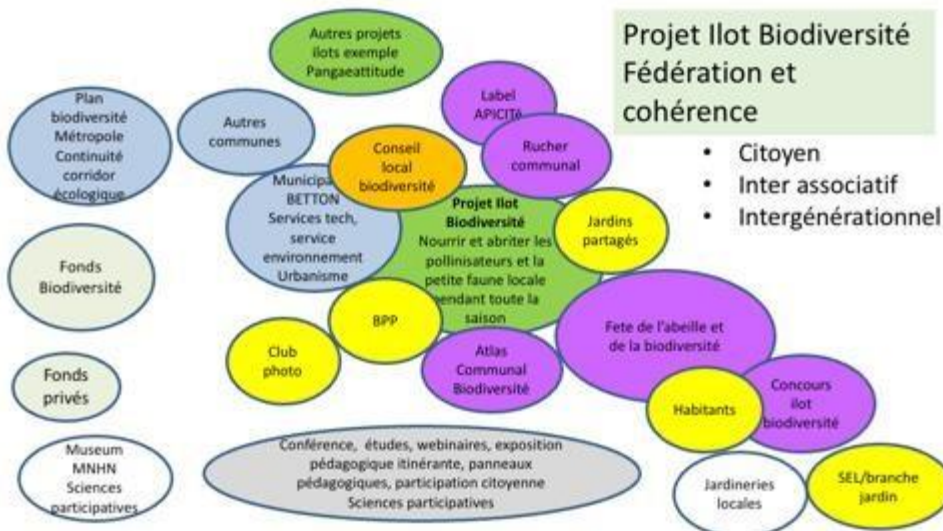 Autres projets
ilots exemple
Pangaeattitude
Projet Ilot Biodiversité
Fédération et
cohérence
• Citoyen
• Inter associatif
• Intergénérationnel
Plan
biodiversité
Métropole
Continuité
corridor
écologique
Autres
communes
Label
APICITé
Rucher
communal
Conseil
local
biodiversité
Municipa
BETTON
Services tech,
service
environnement
Urbanisme
Projet Ilot
Biodiversité
Nourrir et abriter les
pollinisateurs et la
petite faune locale
pendant toute la
saison
Jardins
partagés
Fonds
Biodiversité
BPP
Club
photo
Atlas
Communal
Biodiversité
Fete de l'abeille et
de la biodiversité
Fonds
privés
Habitants
Concours
ilot
biodiversité
Museum
MNHN
Sciences
participatives
Conférence, études, webinaires, exposition
pédagogique itinérante, panneaux
pédagogiques, participation citoyenne
Sciences participatives
Jardineries
locales
SEL/branche
jardin